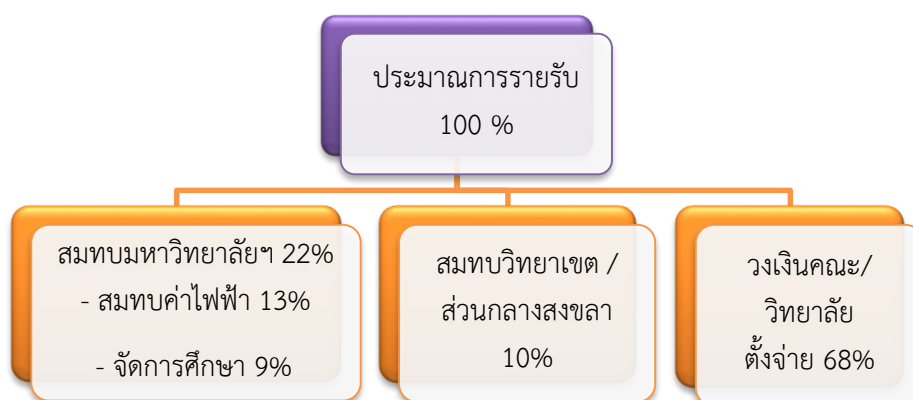 ประมาณการรายรับ
100 %
สมทบมหาวิทยาลัยฯ 22%
- สมทบค่าไฟฟ้า 13%
- จัดการศึกษา 9%
สมทบวิทยาเขต /
ส่วนกลางสงขลา
10%
วงเงินคณะ/
วิทยาลัย
ตั้งจ่าย 68%